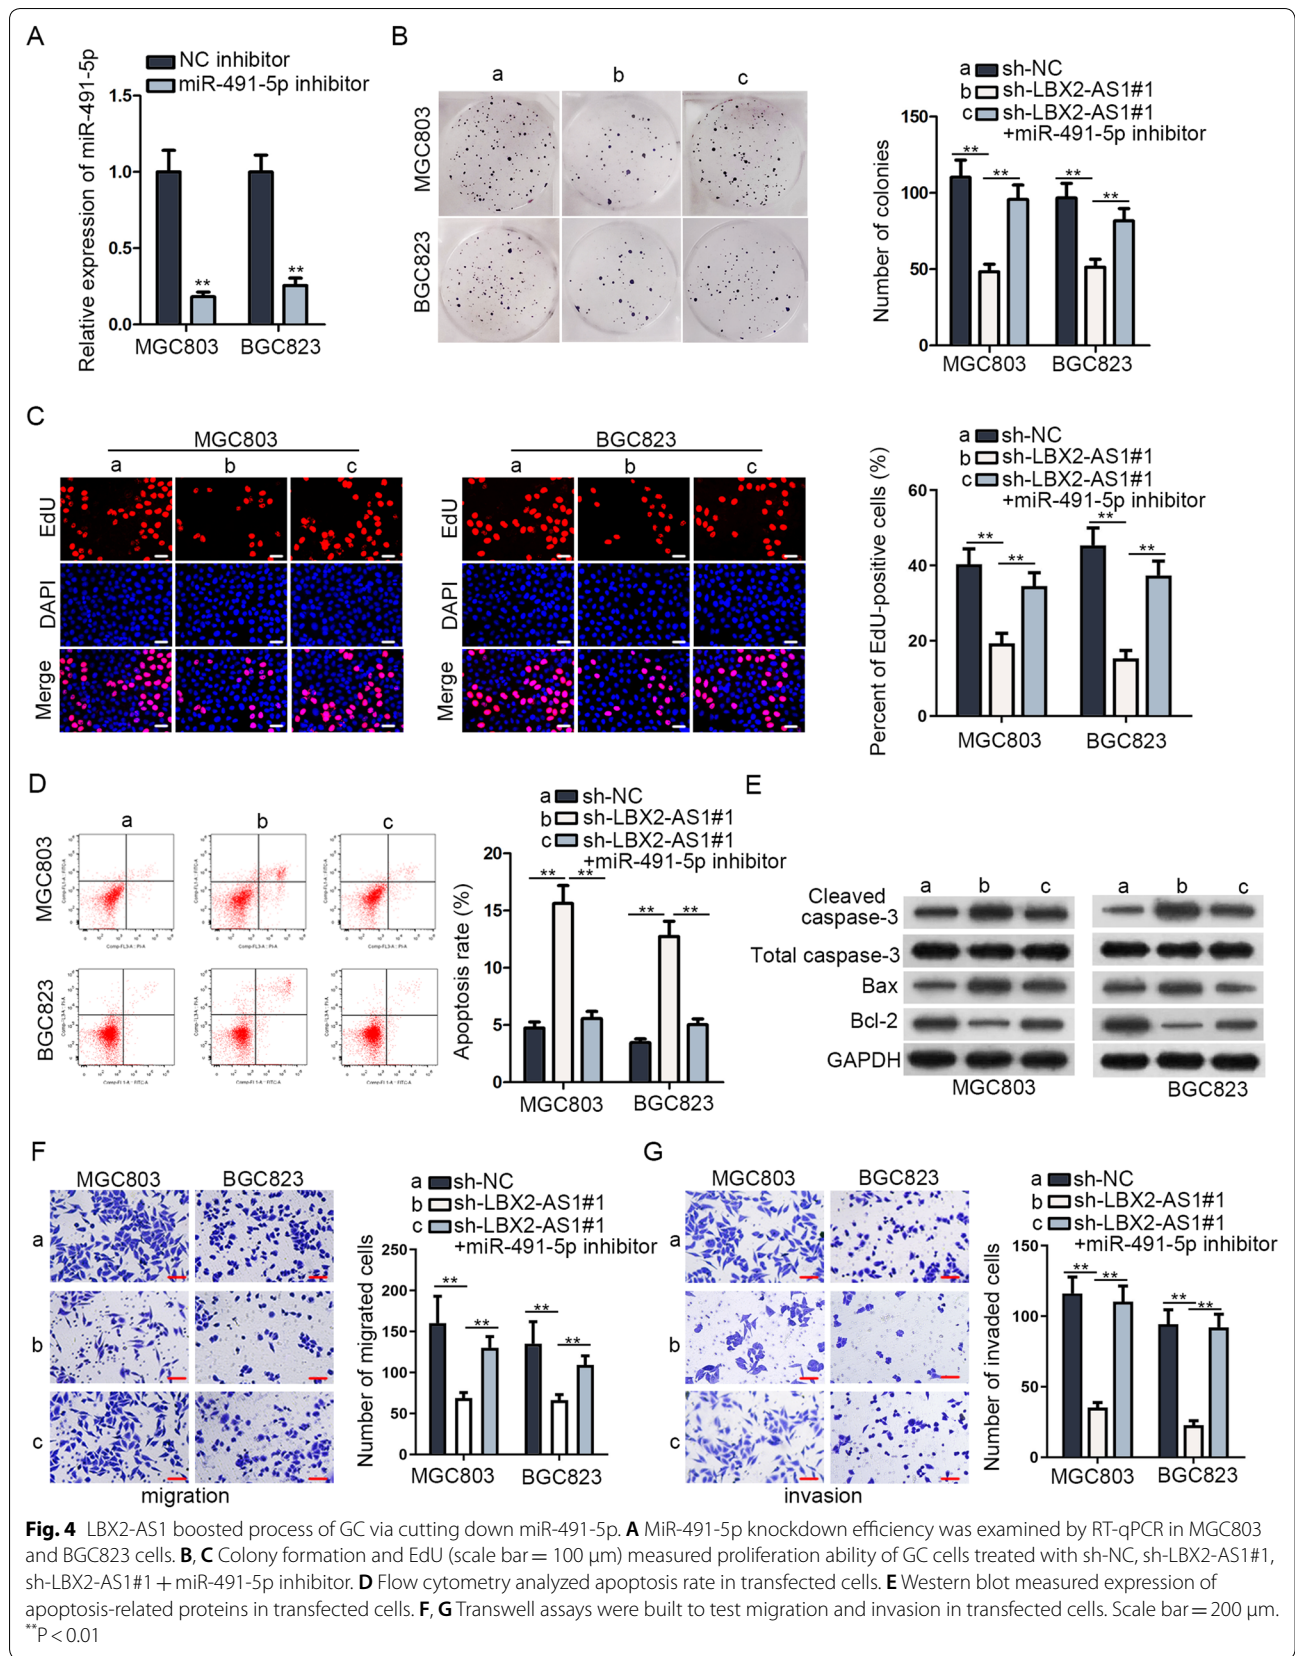 A
NC inhibitor
miR-491-5p inhibitor
Relative expression of miR-491-5p
1.5
1.0
0.5
0.0
**
**
MGC803
BGC823
B
a
b
c
MGC803
BGC823
a sh-NC
b sh-LBX2-AS1#1
c sh-LBX2-AS1#1
+miR-491-5p inhibitor
Number of colonies
150
100
50
0
**
**
**
**
MGC803
BGC823
C
MGC803
a
b
c
EdU
DAPI
Merge
BGC823
a
b
c
EdU
DAPI
Merge
a sh-NC
b sh-LBX2-AS1#1
c sh-LBX2-AS1#1
+miR-491-5p inhibitor
Percent of EdU-positive cells (%)
60
40
20
0
**
**
**
**
MGC803
BGC823
D
a
b
c
MGC803
BGC823
a sh-NC
b sh-LBX2-AS1#1
c sh-LBX2-AS1#1
+miR-491-5p inhibitor
Apoptosis rate (%)
20
15
10
5
0
**
**
**
**
MGC803
BGC823
E
a
b
c
a
b
c
Cleaved
caspase-3
Total caspase-3
Bax
Bcl-2
GAPDH
MGC803
BGC823
F
MGC803
BGC823
a
b
c
migration
a sh-NC
b sh-LBX2-AS1#1
c sh-LBX2-AS1#1
+miR-491-5p inhibitor
Number of migrated cells
250
200
150
100
50
0
**
**
**
**
MGC803
BGC823
G
MGC803
BGC823
a
b
c
invasion
a sh-NC
b sh-LBX2-AS1#1
c sh-LBX2-AS1#1
+miR-491-5p inhibitor
Number of invaded cells
150
100
50
0
**
**
**
**
MGC803
BGC823
Fig. 4 LBX2-AS1 boosted process of GC via cutting down miR-491-5p. A MiR-491-5p knockdown efficiency was examined by RT-qPCR in MGC803
and BGC823 cells. B, C Colony formation and EdU (scale bar = 100 μm) measured proliferation ability of GC cells treated with sh-NC, sh-LBX2-AS1#1,
sh-LBX2-AS1#1 + miR-491-5p inhibitor. D Flow cytometry analyzed apoptosis rate in transfected cells. E Western blot measured expression of
apoptosis-related proteins in transfected cells. F, G Transwell assays were built to test migration and invasion in transfected cells. Scale bar = 200 μm.
**P < 0.01